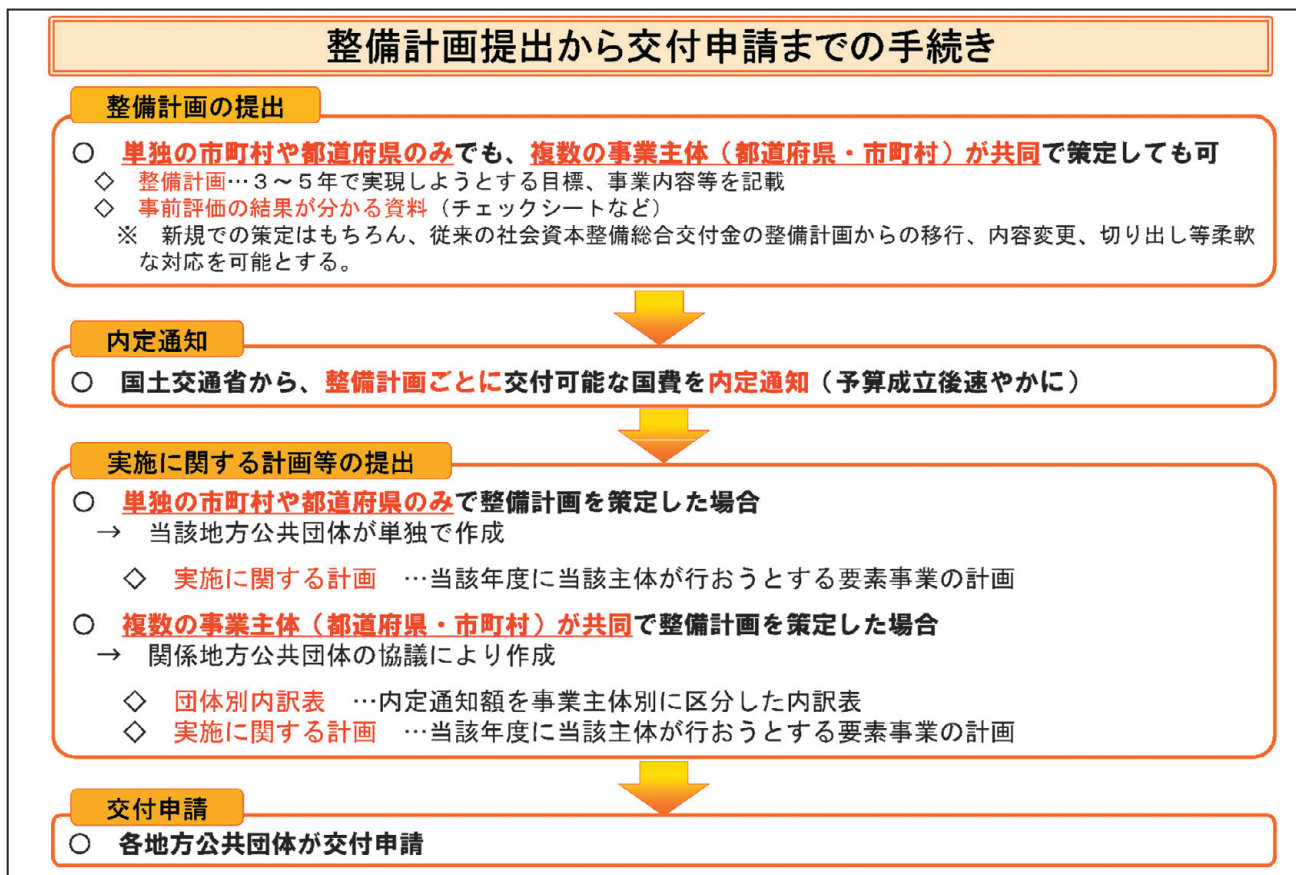 整備計画提出から交付申請までの手続き
整備計画の提出
○ 単独の市町村や都道府県のみでも、複数の事業主体（都道府県・市町村）が共同で策定しても可
◇ 整備計画…３～５年で実現しようとする目標、事業内容等を記載
◇ 事前評価の結果が分かる資料（チェックシートなど）
※ 新規での策定はもちろん、従来の社会資本整備総合交付金の整備計画からの移行、内容変更、切り出し等柔軟
な対応を可能とする。
内定通知
○ 国土交通省から、整備計画ごとに交付可能な国費を内定通知（予算成立後速やかに）
実施に関する計画等の提出
○ 単独の市町村や都道府県のみで整備計画を策定した場合
→ 当該地方公共団体が単独で作成
◇ 実施に関する計画 …当該年度に当該主体が行おうとする要素事業の計画
○ 複数の事業主体（都道府県・市町村）が共同で整備計画を策定した場合
→ 関係地方公共団体の協議により作成
◇ 団体別内訳表 …内定通知額を事業主体別に区分した内訳表
◇ 実施に関する計画 …当該年度に当該主体が行おうとする要素事業の計画
交付申請
○ 各地方公共団体が交付申請